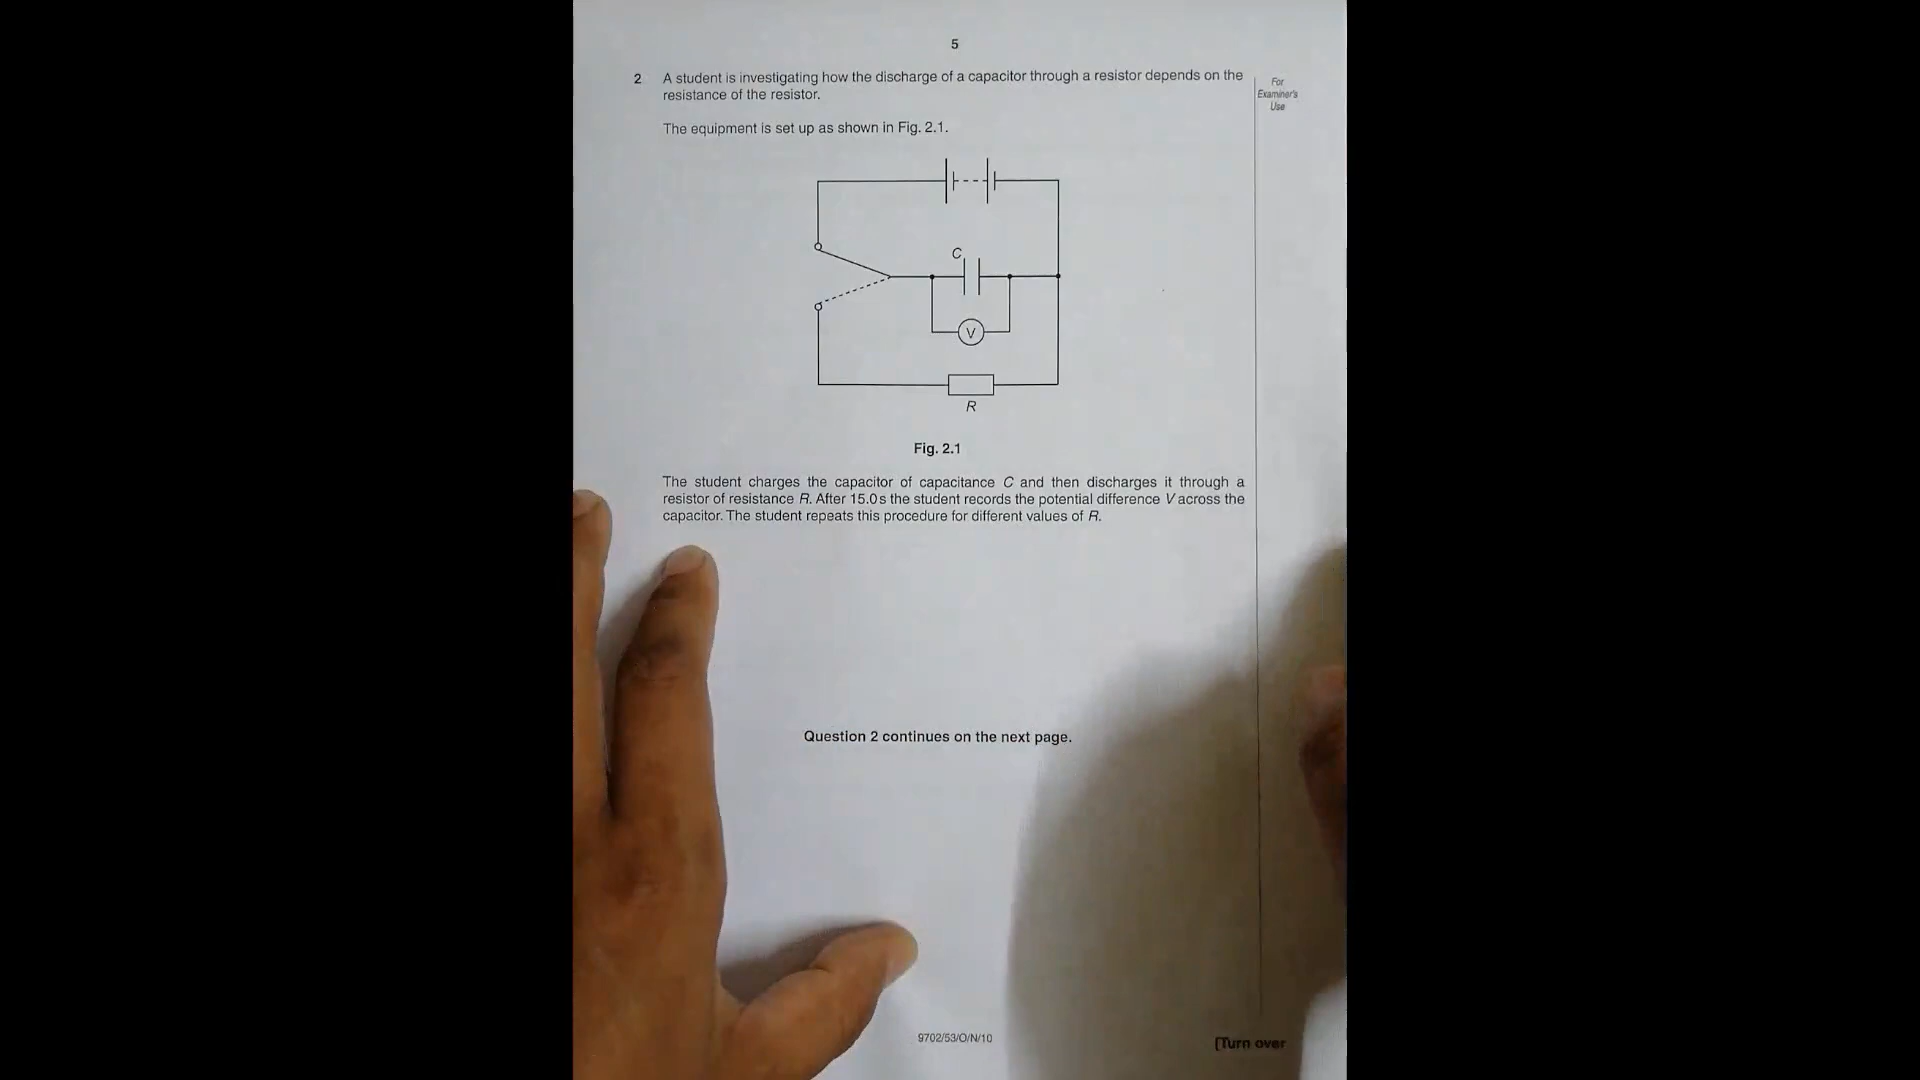 5
2 A student is investigating how the discharge of a capacitor through a resistor depends on the
resistance of the resistor.
For
Examiner's
Use
The equipment is set up as shown in Fig. 2.1.
C
V
R
Fig. 2.1
The student charges the capacitor of capacitance C and then discharges it through a
resistor of resistance R. After 15.0 s the student records the potential difference V across the
capacitor. The student repeats this procedure for different values of R.
Question 2 continues on the next page.
9702/53/O/N/10
[Turn over